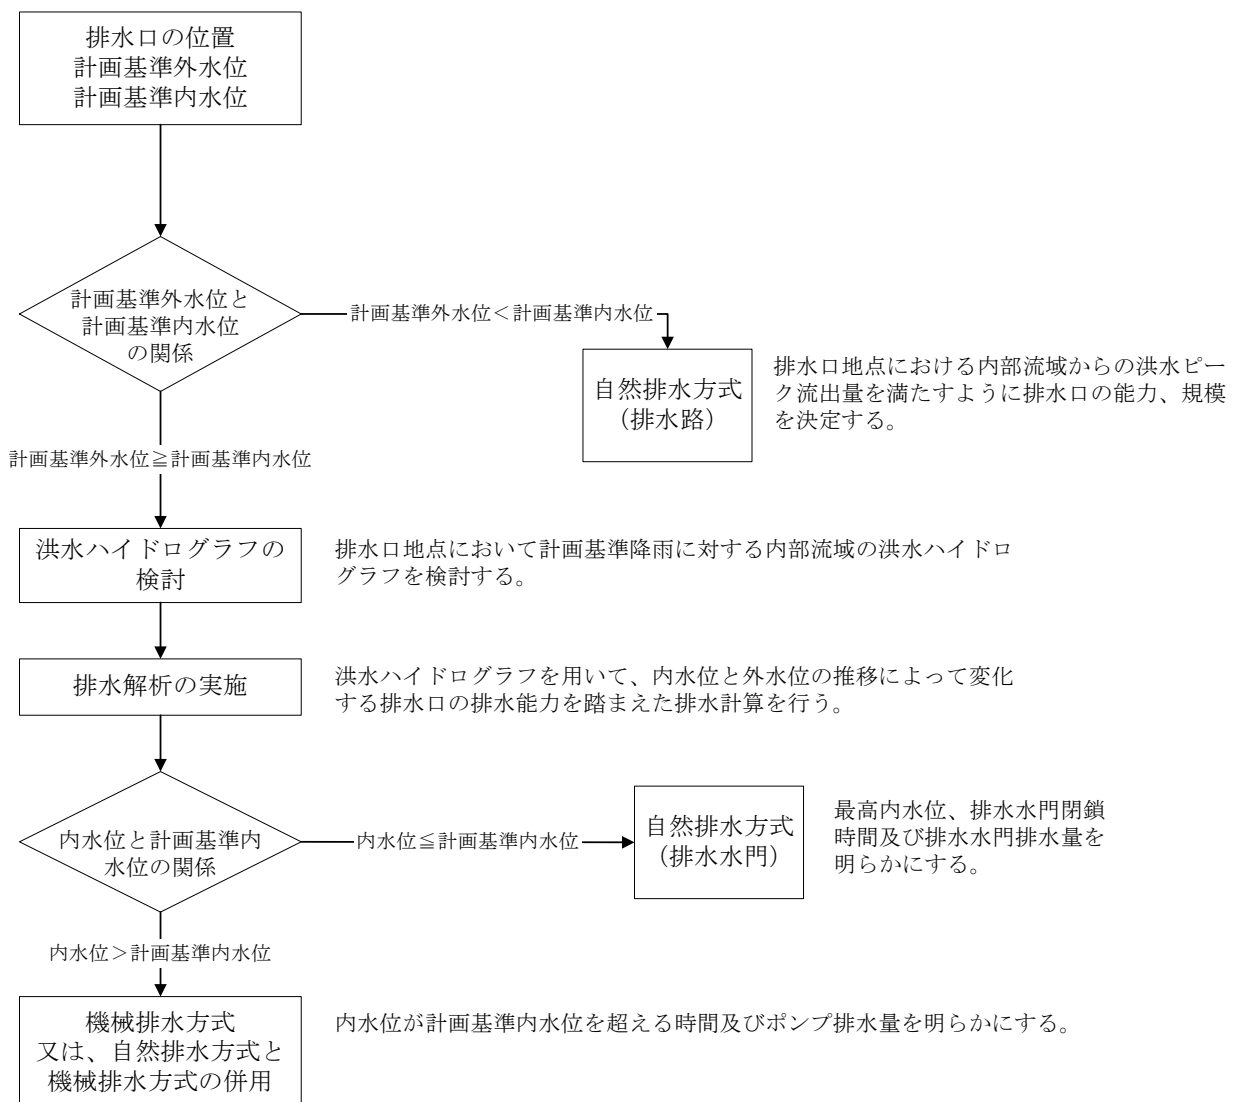 排水口の位置
計画基準外水位
計画基準内水位
計画基準外水位と
計画基準内水位
の関係
計画基準外水位＜計画基準内水位
自然排水方式
（排水路）
排水口地点における内部流域からの洪水ピー
ク流出量を満たすように排水口の能力、規模
を決定する。
計画基準外水位≧計画基準内水位
洪水ハイドログラフの
検討
排水口地点において計画基準降雨に対する内部流域の洪水ハイドロ
グラフを検討する。
排水解析の実施
洪水ハイドログラフを用いて、内水位と外水位の推移によって変化
する排水口の排水能力を踏まえた排水計算を行う。
内水位と計画基準内
水位の関係
内水位≦計画基準内水位
自然排水方式
（排水水門）
最高内水位、排水水門閉鎖
時間及び排水水門排水量を
明らかにする。
内水位＞計画基準内水位
機械排水方式
又は、自然排水方式と
機械排水方式の併用
内水位が計画基準内水位を超える時間及びポンプ排水量を明らかにする。